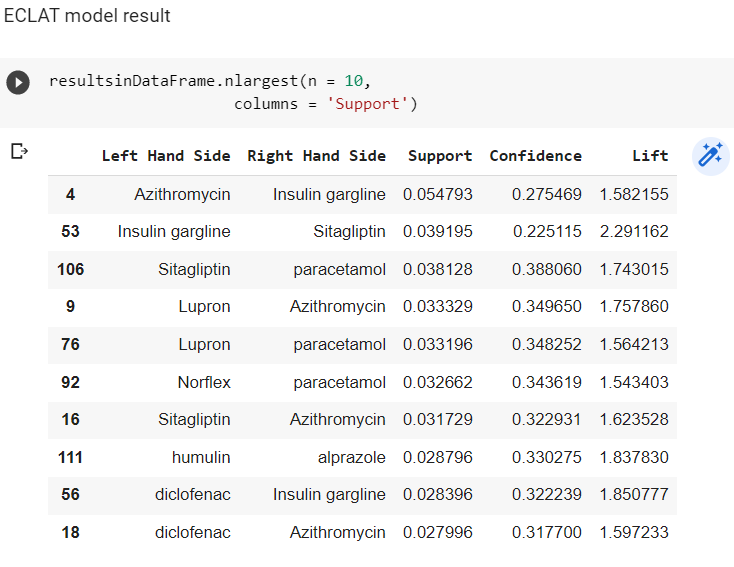 ECLAT model result
resultsinDataFrame.nlargest(n = 10,
columns = 'Support')
Left Hand Side Right Hand Side Support Confidence Lift
4 Azithromycin Insulin gargline 0.054793 0.275469 1.582155
53 Insulin gargline Sitagliptin 0.039195 0.225115 2.291162
106 Sitagliptin paracetamol 0.038128 0.388060 1.743015
9 Lupron Azithromycin 0.033329 0.349650 1.757860
76 Lupron paracetamol 0.033196 0.348252 1.564213
92 Norflex paracetamol 0.032662 0.343619 1.543403
16 Sitagliptin Azithromycin 0.031729 0.322931 1.623528
111 humulin alprazole 0.028796 0.330275 1.837830
56 diclofenac Insulin gargline 0.028396 0.322239 1.850777
18 diclofenac Azithromycin 0.027996 0.317700 1.597233